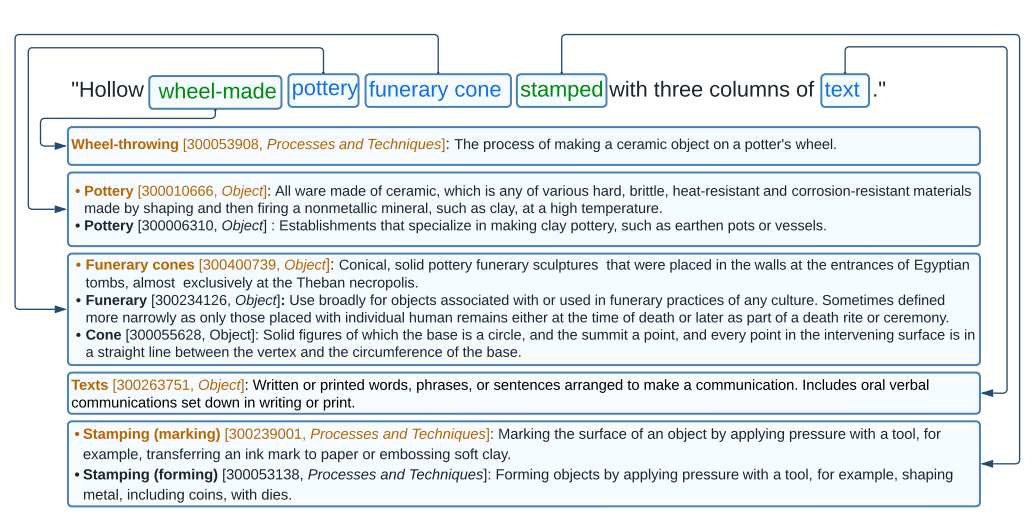 "Hollow wheel-made pottery funerary cone stamped with three columns of text ."
Wheel-throwing [300053908, Processes and Techniques]: The process of making a ceramic object on a potter's wheel.
• Pottery [300010666, Object]: All ware made of ceramic, which is any of various hard, brittle, heat-resistant and corrosion-resistant materials
made by shaping and then firing a nonmetallic mineral, such as clay, at a high temperature.
• Pottery [300006310, Object] : Establishments that specialize in making clay pottery, such as earthen pots or vessels.
• Funerary cones [300400739, Object]: Conical, solid pottery funerary sculptures that were placed in the walls at the entrances of Egyptian
tombs, almost exclusively at the Theban necropolis.
• Funerary [300234126, Object]: Use broadly for objects associated with or used in funerary practices of any culture. Sometimes defined
more narrowly as only those placed with individual human remains either at the time of death or later as part of a death rite or ceremony.
• Cone [300055628, Object]: Solid figures of which the base is a circle, and the summit a point, and every point in the intervening surface is in
a straight line between the vertex and the circumference of the base.
Texts [300263751, Object]: Written or printed words, phrases, or sentences arranged to make a communication. Includes oral verbal
communications set down in writing or print.
• Stamping (marking) [300239001, Processes and Techniques]: Marking the surface of an object by applying pressure with a tool, for
example, transferring an ink mark to paper or embossing soft clay.
• Stamping (forming) [300053138, Processes and Techniques]: Forming objects by applying pressure with a tool, for example, shaping
metal, including coins, with dies.